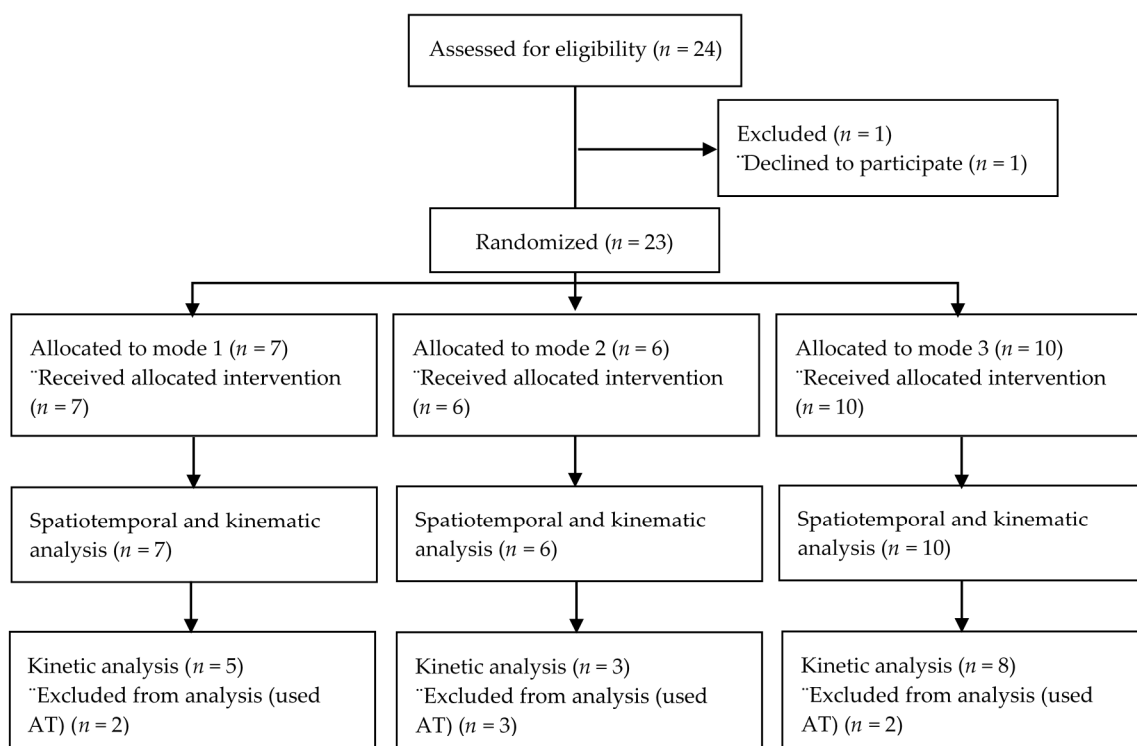 Assessed for eligibility (n = 24)
Excluded (n = 1)
¨Declined to participate (n = 1)
Randomized (n = 23)
Allocated to mode 1 (n = 7)
¨Received allocated intervention
(n = 7)
Allocated to mode 2 (n = 6)
¨Received allocated intervention
(n = 6)
Allocated to mode 3 (n = 10)
¨Received allocated intervention
(n = 10)
Spatiotemporal and kinematic
analysis (n = 7)
Spatiotemporal and kinematic
analysis (n = 6)
Spatiotemporal and kinematic
analysis (n = 10)
Kinetic analysis (n = 5)
¨Excluded from analysis (used
AT) (n = 2)
Kinetic analysis (n = 3)
¨Excluded from analysis (used
AT) (n = 3)
Kinetic analysis (n = 8)
¨Excluded from analysis (used
AT) (n = 2)